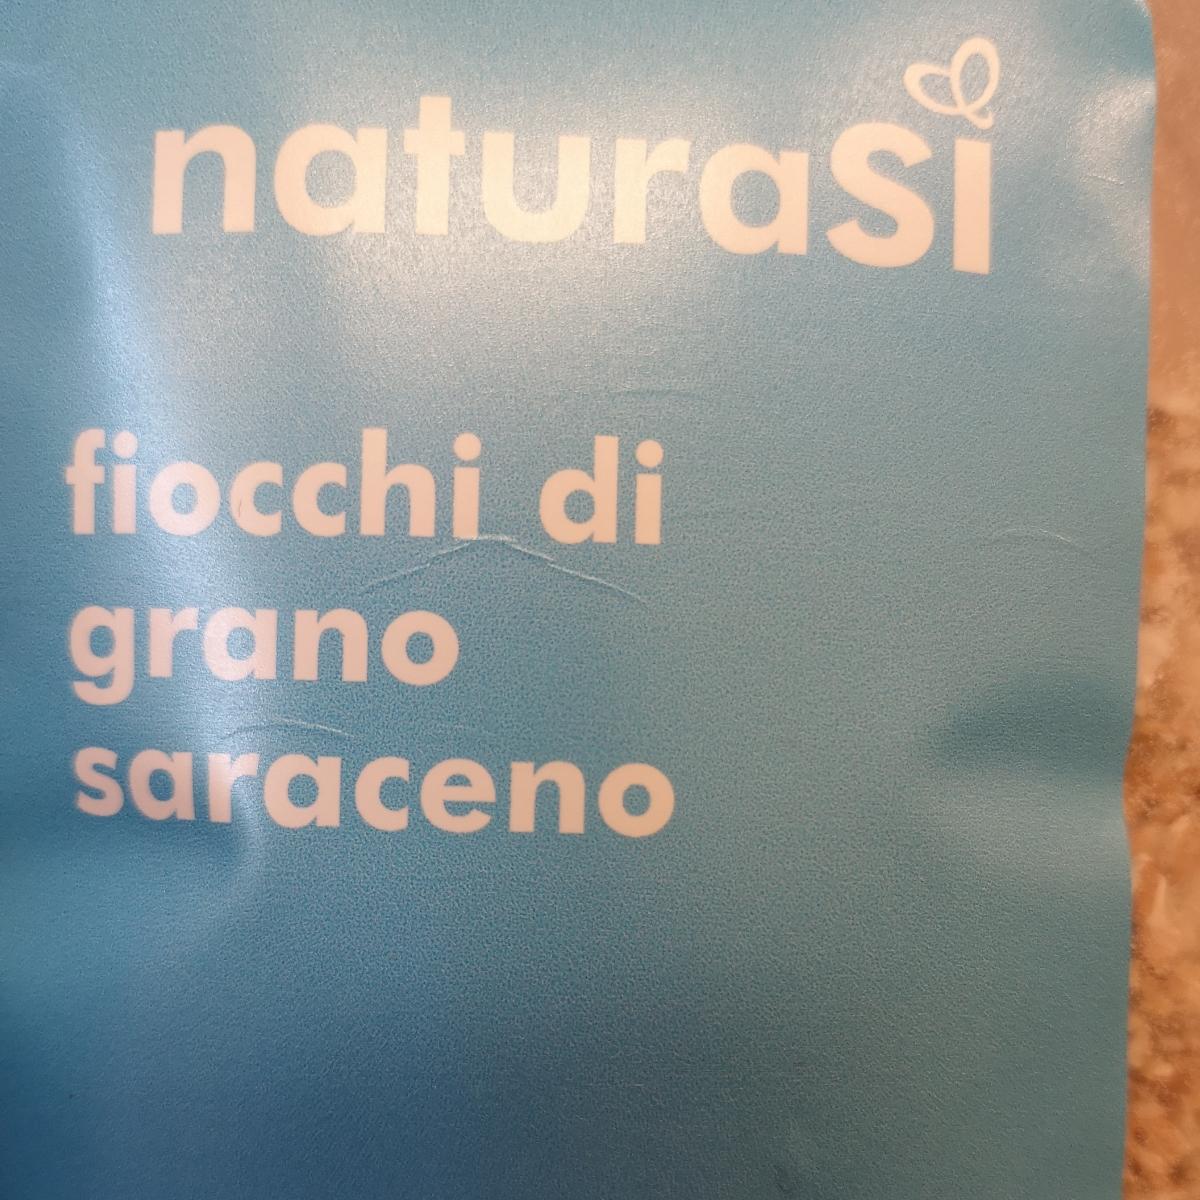 naturaSì
fiocchi di
grano
saraceno